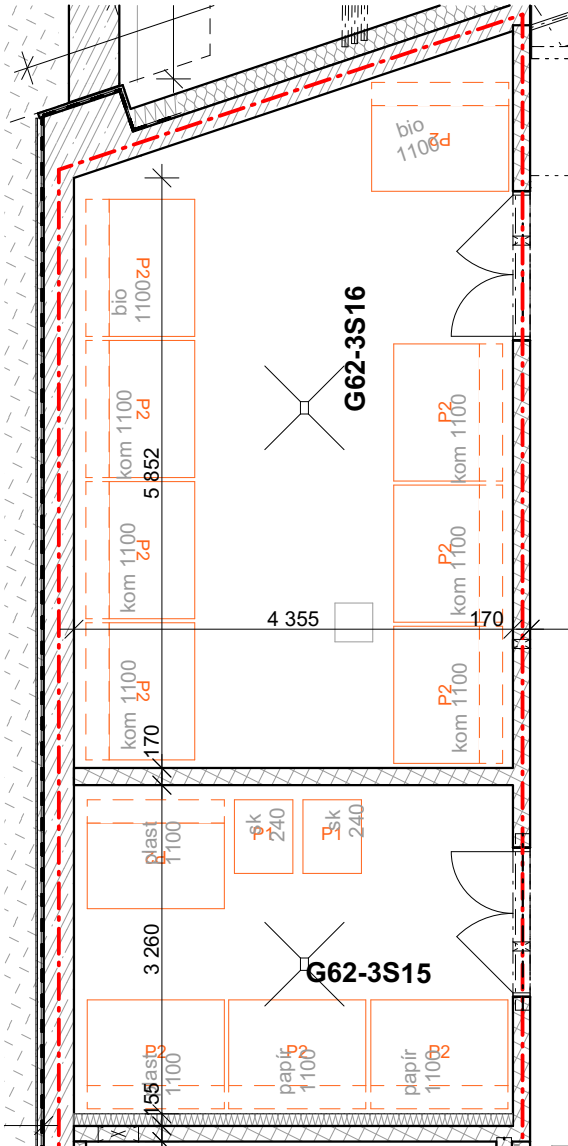 bio
1100
P2
P2
bio
1100
G62-3S16
P2
kom 1100
P2
kom 1100
5 852
P2
kom 1100
P2
kom 1100
4 355
170
P2
kom 1100
P2
kom 1100
170
plast
1100
sk
240
P1
sk
240
P1
3 260
G62-3S15
P2
plast
1100
P2
papír
1100
P2
papír
1100
155